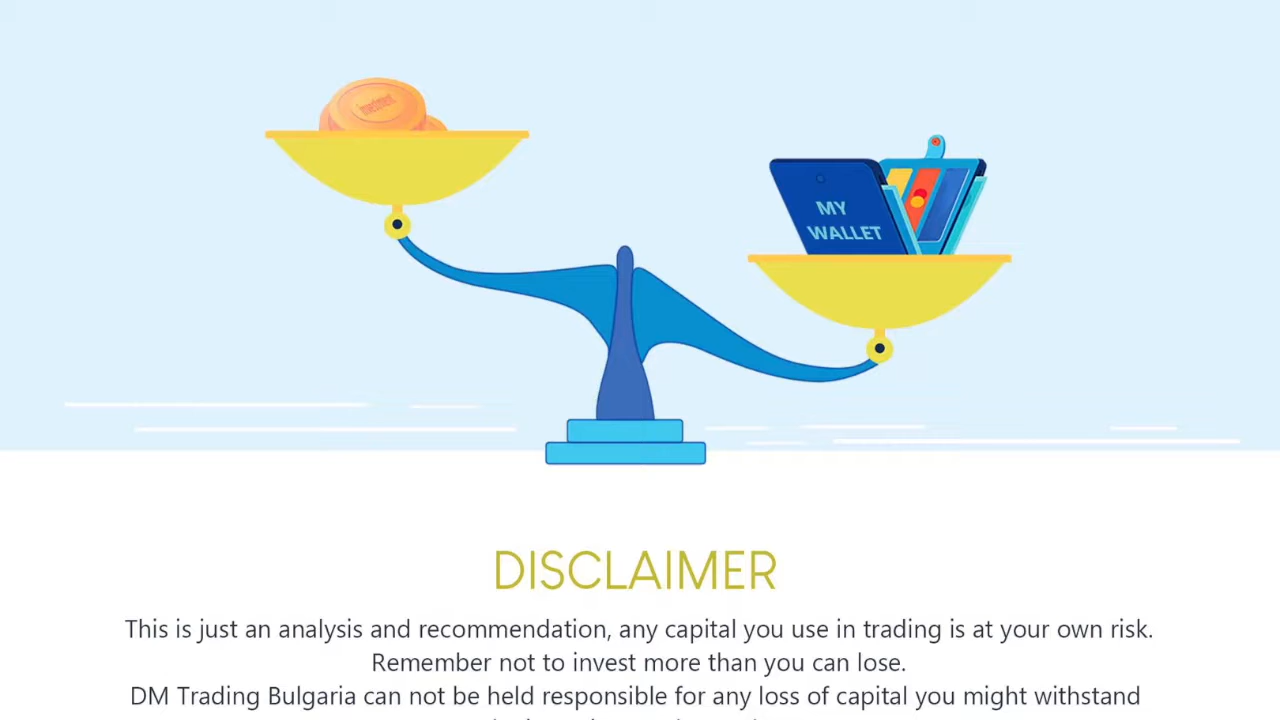 investment
MY
WALLET
DISCLAIMER
This is just an analysis and recommendation, any capital you use in trading is at your own risk.
Remember not to invest more than you can lose.
DM Trading Bulgaria can not be held responsible for any loss of capital you might withstand